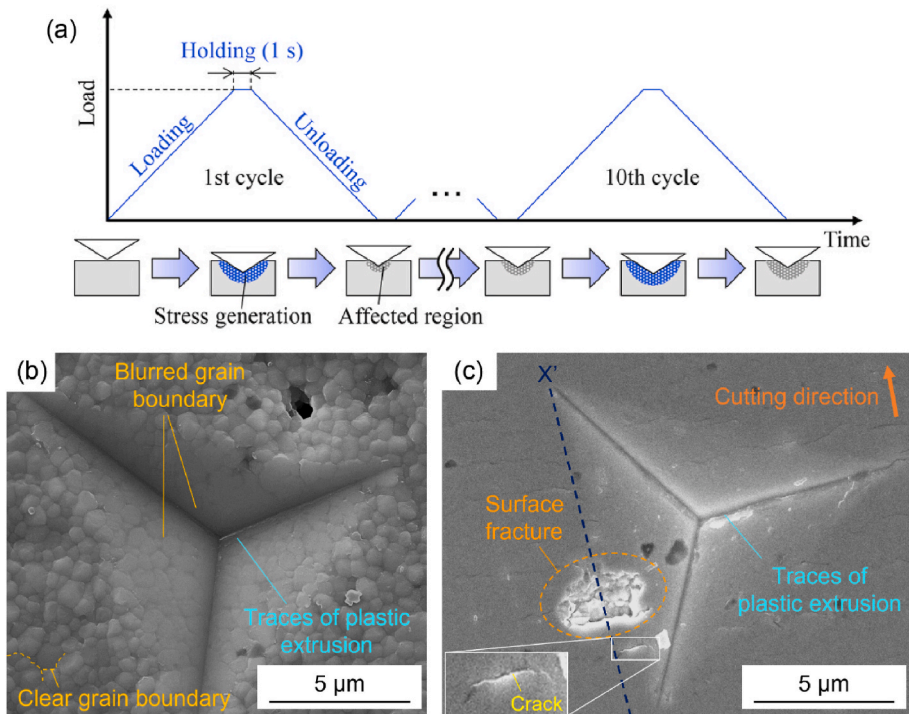 (a)
Holding (1 s)
Load
Loading
Unloading
1st cycle
...
10th cycle
Time
Stress generation
Affected region
(b)
Blurred grain
boundary
Traces of plastic
extrusion
Clear grain boundary
5 μm
(c)
X'
Cutting direction
Surface
fracture
Traces of
plastic extrusion
Crack
5 μm